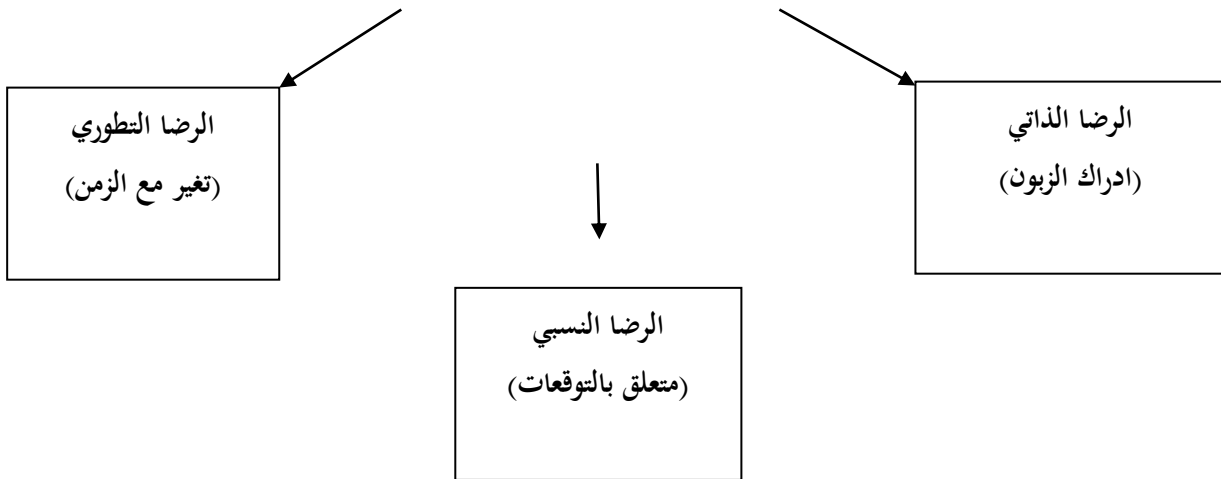 الرضا الذاتي
(ادراك الزبون)
الرضا التطوري
(تغير مع الزمن)
الرضا النسبي
(متعلق بالتوقعات)